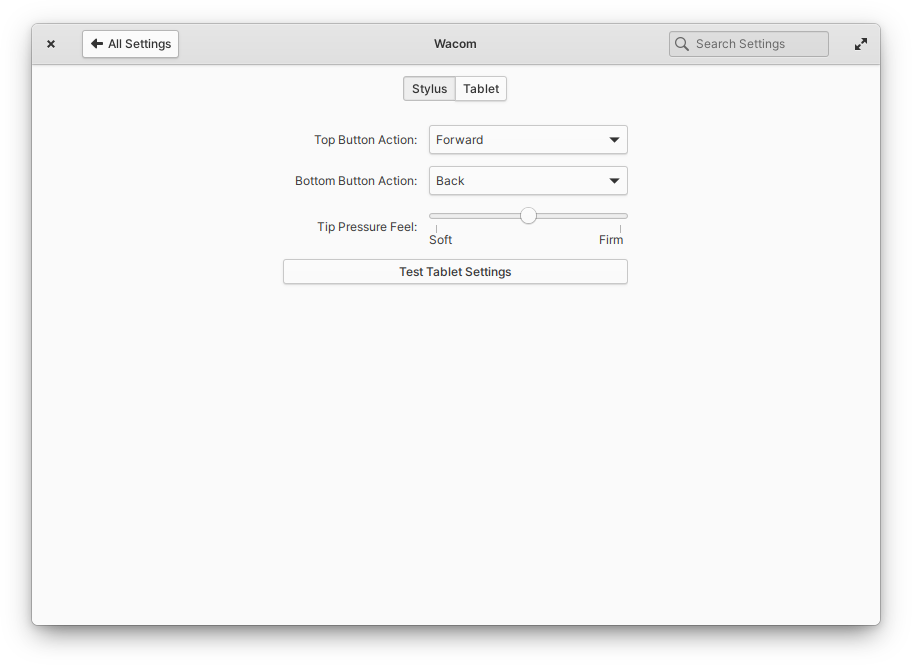 All Settings
Wacom
Search Settings
Stylus
Tablet
Top Button Action:
Forward
Bottom Button Action:
Back
Tip Pressure Feel:
Soft
Firm
Test Tablet Settings